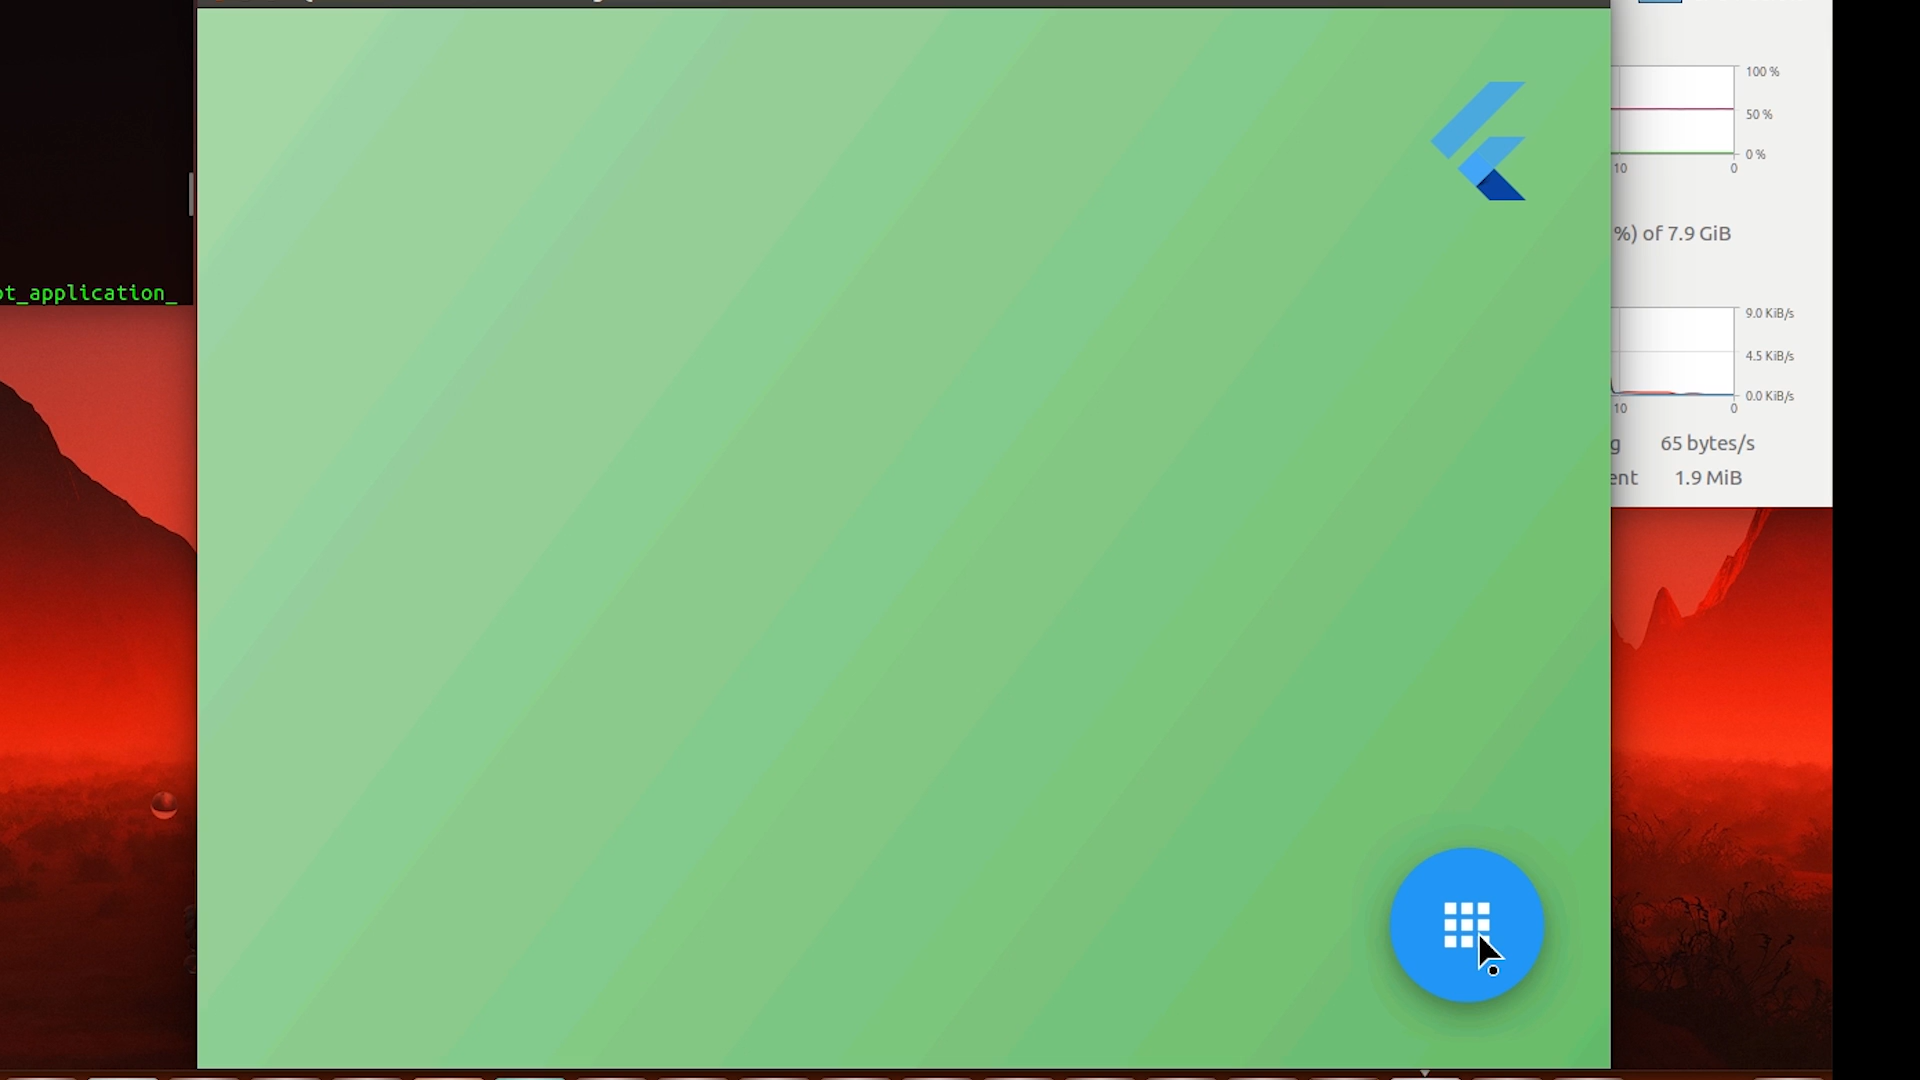 ot_application_
100 %
50 %
0 %
10 0
%) of 7.9 GiB
9.0 KiB/s
4.5 KiB/s
0.0 KiB/s
10 0
g 65 bytes/s
ent 1.9 MiB